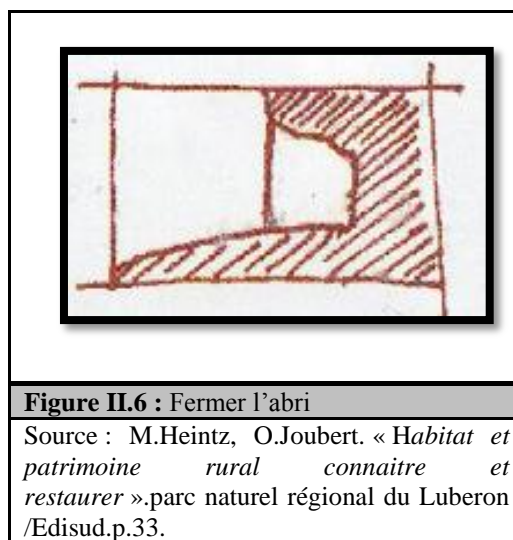 Figure II.6 : Fermer l’abri
Source : M.Heintz, O.Joubert. « Habitat et
patrimoine rural connaitre et
restaurer ».parc naturel régional du Luberon
/Edisud.p.33.